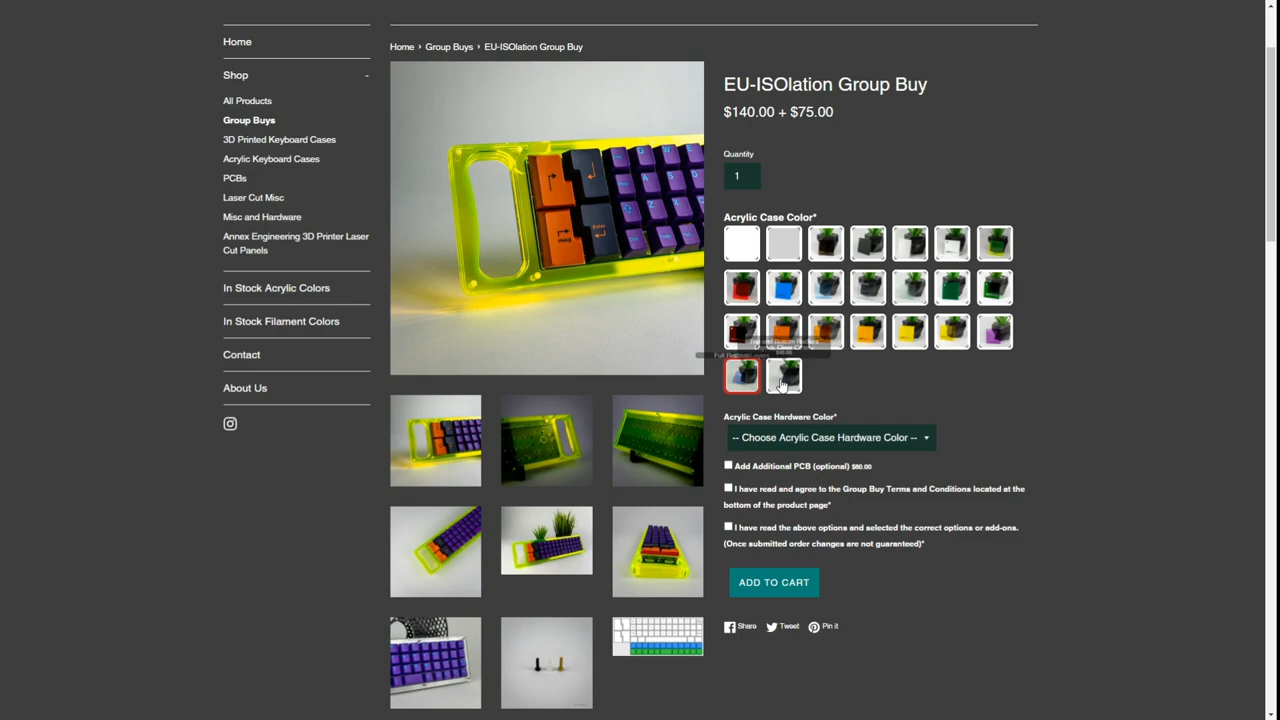 Home
Shop -
All Products
Group Buys
3D Printed Keyboard Cases
Acrylic Keyboard Cases
PCBs
Laser Cut Misc
Misc and Hardware
Annex Engineering 3D Printer Laser
Cut Panels
In Stock Acrylic Colors
In Stock Filament Colors
Contact
About Us
Home › Group Buys › EU-ISOlation Group Buy
EU-ISOlation Group Buy
$140.00 + $75.00
Quantity
1
Acrylic Case Color*
Acrylic Case Hardware Color*
-- Choose Acrylic Case Hardware Color --
Add Additional PCB (optional) $60.00
I have read and agree to the Group Buy Terms and Conditions located at the
bottom of the product page*
I have read the above options and selected the correct options or add-ons.
(Once submitted order changes are not guaranteed)*
ADD TO CART
Share Tweet Pin it